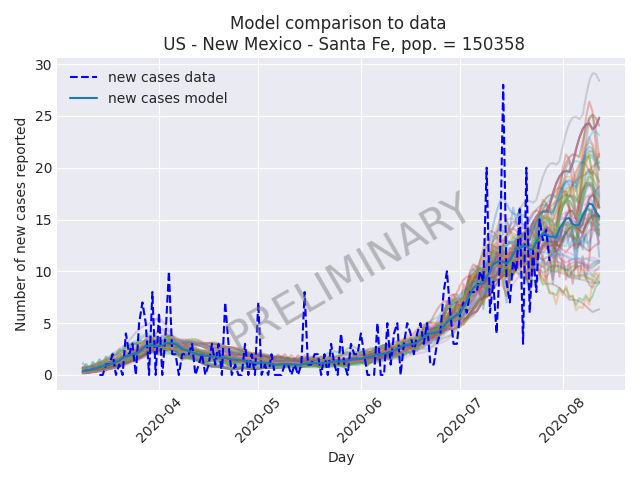 Model comparison to data
US - New Mexico - Santa Fe, pop. = 150358
new cases data
new cases model
Number of new cases reported
30
25
20
15
10
5
0
PRELIMINARY
2020-04
2020-05
2020-06
2020-07
2020-08
Day